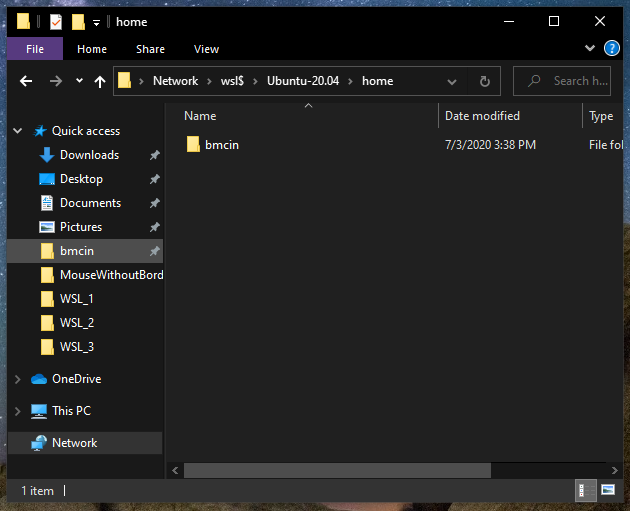 home
File Home Share View
Network wsl$ Ubuntu-20.04 home
Search h...
Name Date modified Type
bmcin 7/3/2020 3:38 PM File fol
Quick access
Downloads
Desktop
Documents
Pictures
bmcin
MouseWithoutBord
WSL_1
WSL_2
WSL_3
OneDrive
This PC
Network
1 item